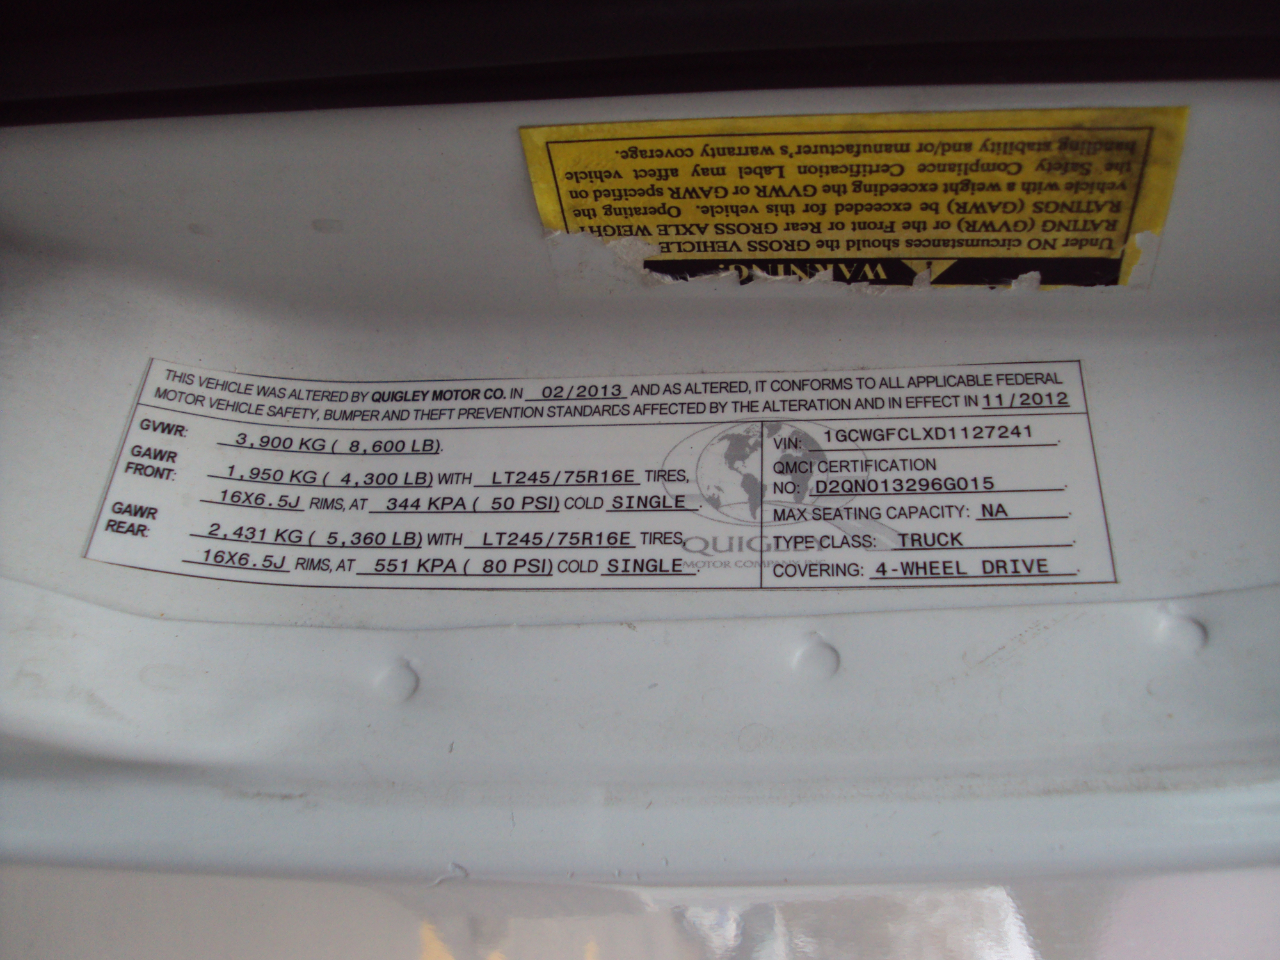 WARNING!
Under NO circumstances should the GROSS VEHICLE
RATING (GVWR) or the Front or Rear GROSS AXLE WEIGHT
RATINGS (GAWR) be exceeded for this vehicle. Operating the
vehicle with a weight exceeding the GVWR or GAWR specified on
the Safety Compliance Certification Label may affect vehicle
handling stability and/or manufacturer's warranty coverage.
THIS VEHICLE WAS ALTERED BY QUIGLEY MOTOR CO. IN 02/2013 AND AS ALTERED, IT CONFORMS TO ALL APPLICABLE FEDERAL
MOTOR VEHICLE SAFETY, BUMPER AND THEFT PREVENTION STANDARDS AFFECTED BY THE ALTERATION AND IN EFFECT IN 11/2012
GVWR: 3,900 KG ( 8,600 LB).
GAWR
FRONT: 1,950 KG ( 4,300 LB) WITH LT245/75R16E TIRES,
16X6.5J RIMS, AT 344 KPA ( 50 PSI) COLD SINGLE.
GAWR
REAR: 2,431 KG ( 5,360 LB) WITH LT245/75R16E TIRES,
16X6.5J RIMS, AT 551 KPA ( 80 PSI) COLD SINGLE.
QUIGLEY
MOTOR COMPANY
VIN: 1GCWGFCLXD1127241.
QMCI CERTIFICATION
NO: D2QN013296G015
MAX SEATING CAPACITY: NA.
TYPE CLASS: TRUCK.
COVERING: 4-WHEEL DRIVE.